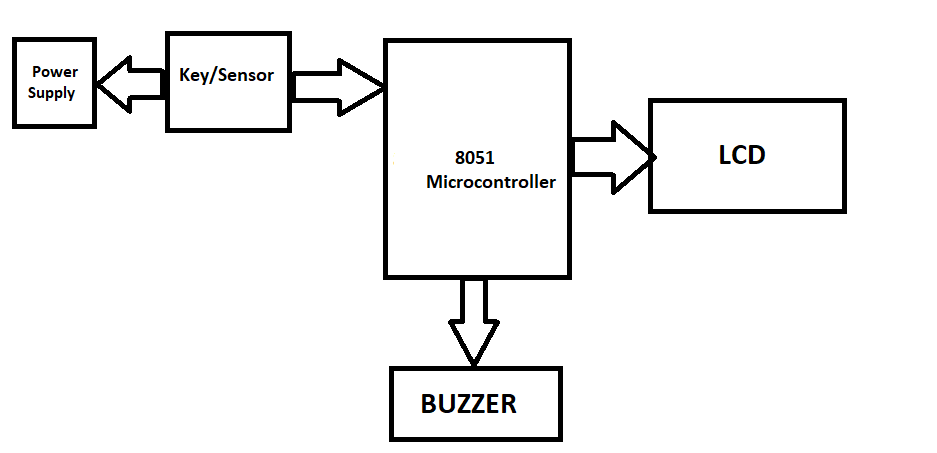 Power
Supply
Key/Sensor
8051
Microcontroller
LCD
BUZZER